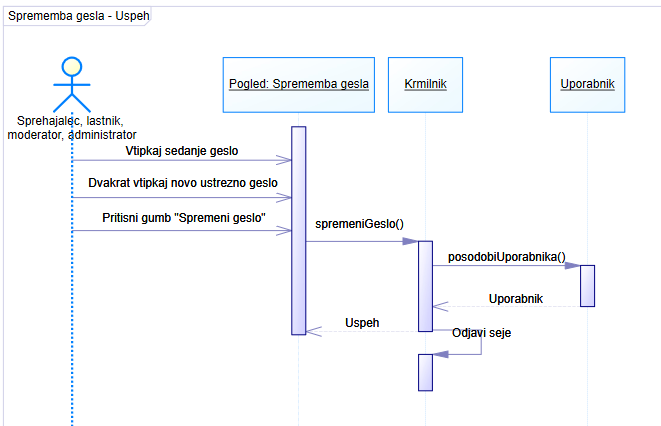 Sprememba gesla - Uspeh
Sprehajalec, lastnik,
moderator, administrator
Pogled: Sprememba gesla
Krmilnik
Uporabnik
Vtipkaj sedanje geslo
Dvakrat vtipkaj novo ustrezno geslo
Pritisni gumb "Spremeni geslo"
spremeniGeslo()
posodobiUporabnika()
Uporabnik
Uspeh
Odjavi seje